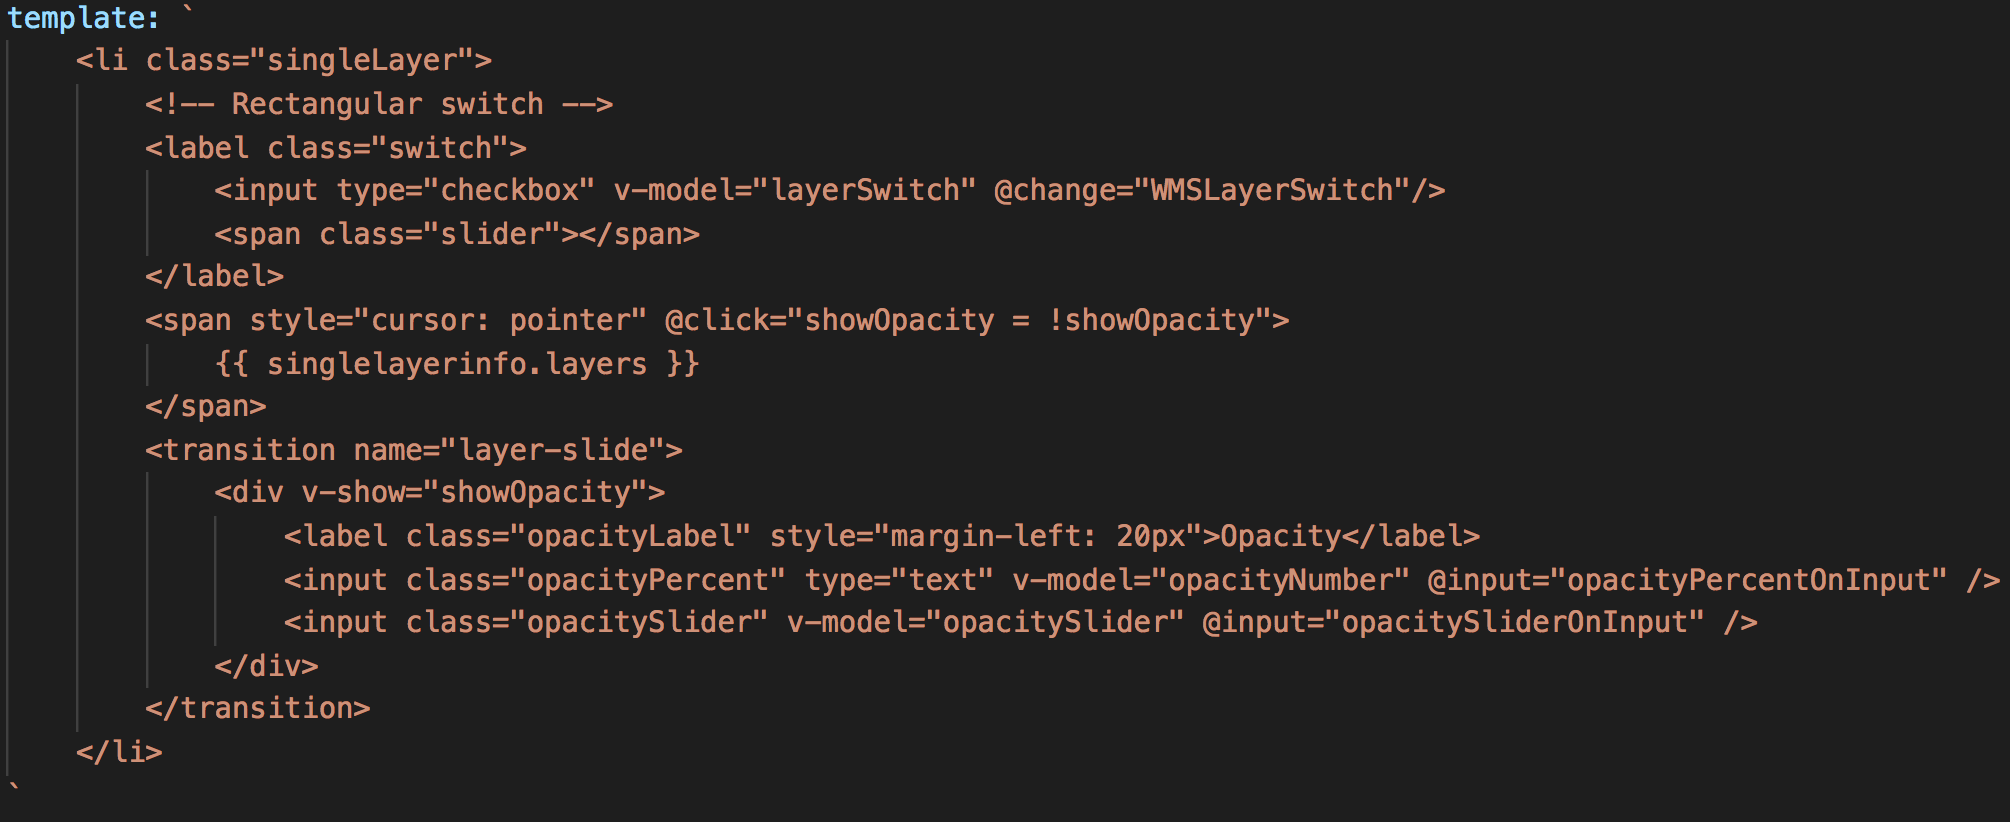 template: `
<li class="singleLayer">
<!-- Rectangular switch -->
<label class="switch">
<input type="checkbox" v-model="layerSwitch" @change="WMSLayerSwitch"/>
<span class="slider"></span>
</label>
<span style="cursor: pointer" @click="showOpacity = !showOpacity">
{{ singlelayerinfo.layers }}
</span>
<transition name="layer-slide">
<div v-show="showOpacity">
<label class="opacityLabel" style="margin-left: 20px">Opacity</label>
<input class="opacityPercent" type="text" v-model="opacityNumber" @input="opacityPercentOnInput" />
<input class="opacitySlider" v-model="opacitySlider" @input="opacitySliderOnInput" />
</div>
</transition>
</li>
`